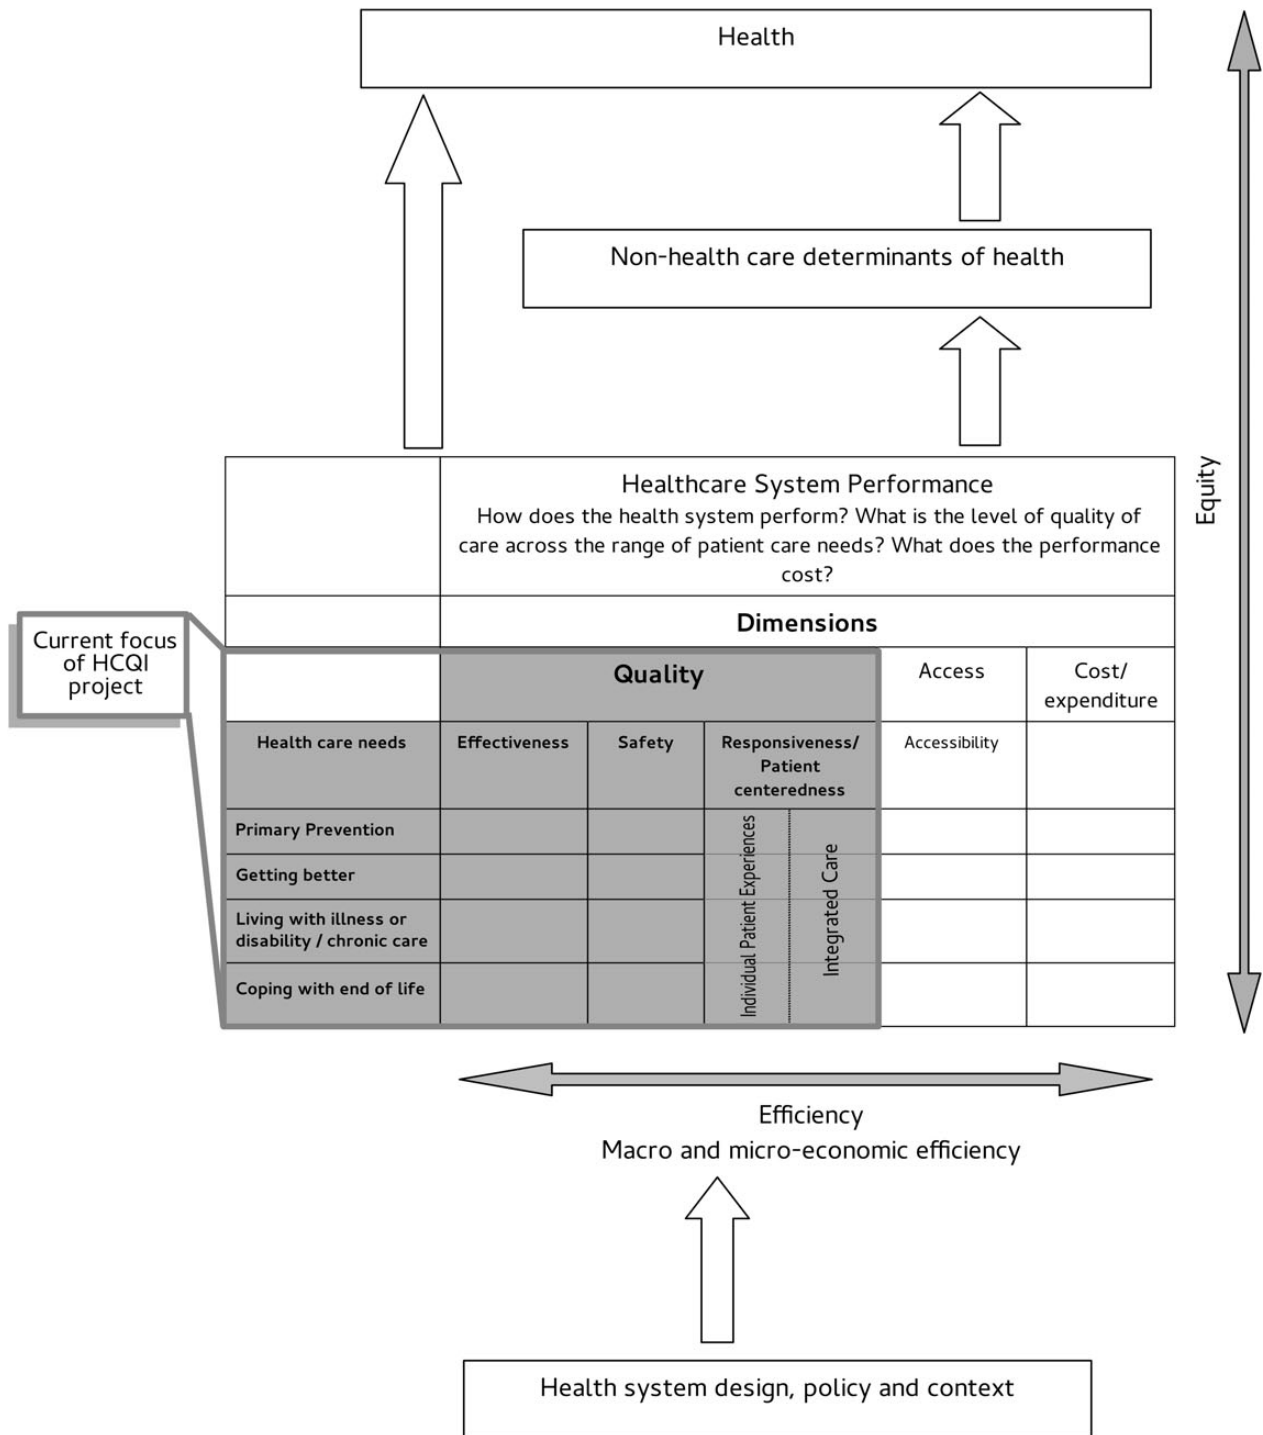 Health
Non-health care determinants of health
Equity
Healthcare System Performance
How does the health system perform? What is the level of quality of
care across the range of patient care needs? What does the performance
cost?
Dimensions
Current focus
of HCQI
project
Quality
Access
Cost/
expenditure
Health care needs
Effectiveness
Safety
Responsiveness/
Patient
centeredness
Accessibility
Primary Prevention
Getting better
Living with illness or
disability / chronic care
Coping with end of life
Individual Patient Experiences
Integrated Care
Efficiency
Macro and micro-economic efficiency
Health system design, policy and context